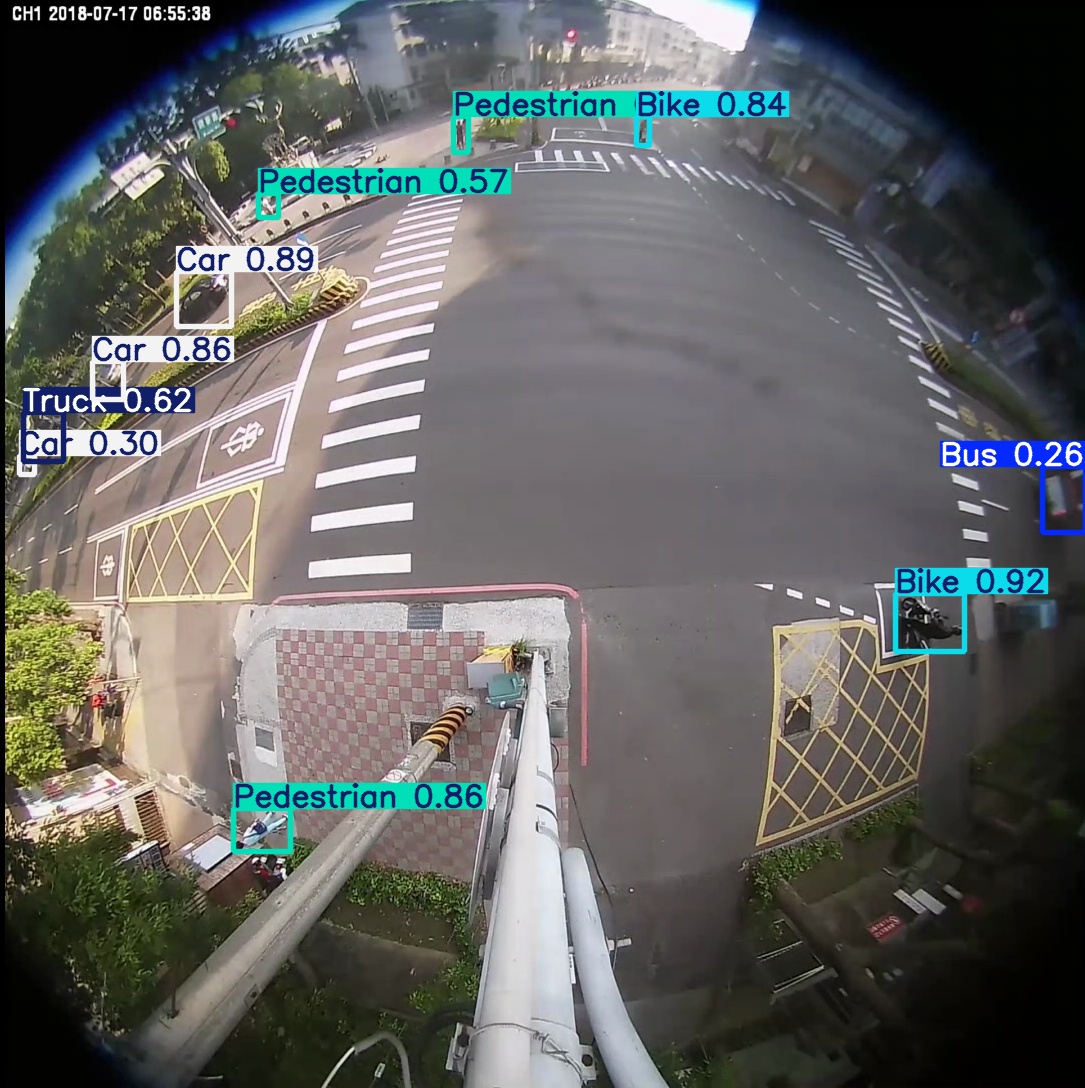 CH1 2018-07-17 06:55:38
Pedestrian
Bike 0.84
Pedestrian 0.57
Car 0.89
Car 0.86
Truck 0.62
Car 0.30
Bus 0.26
Bike 0.92
Pedestrian 0.86